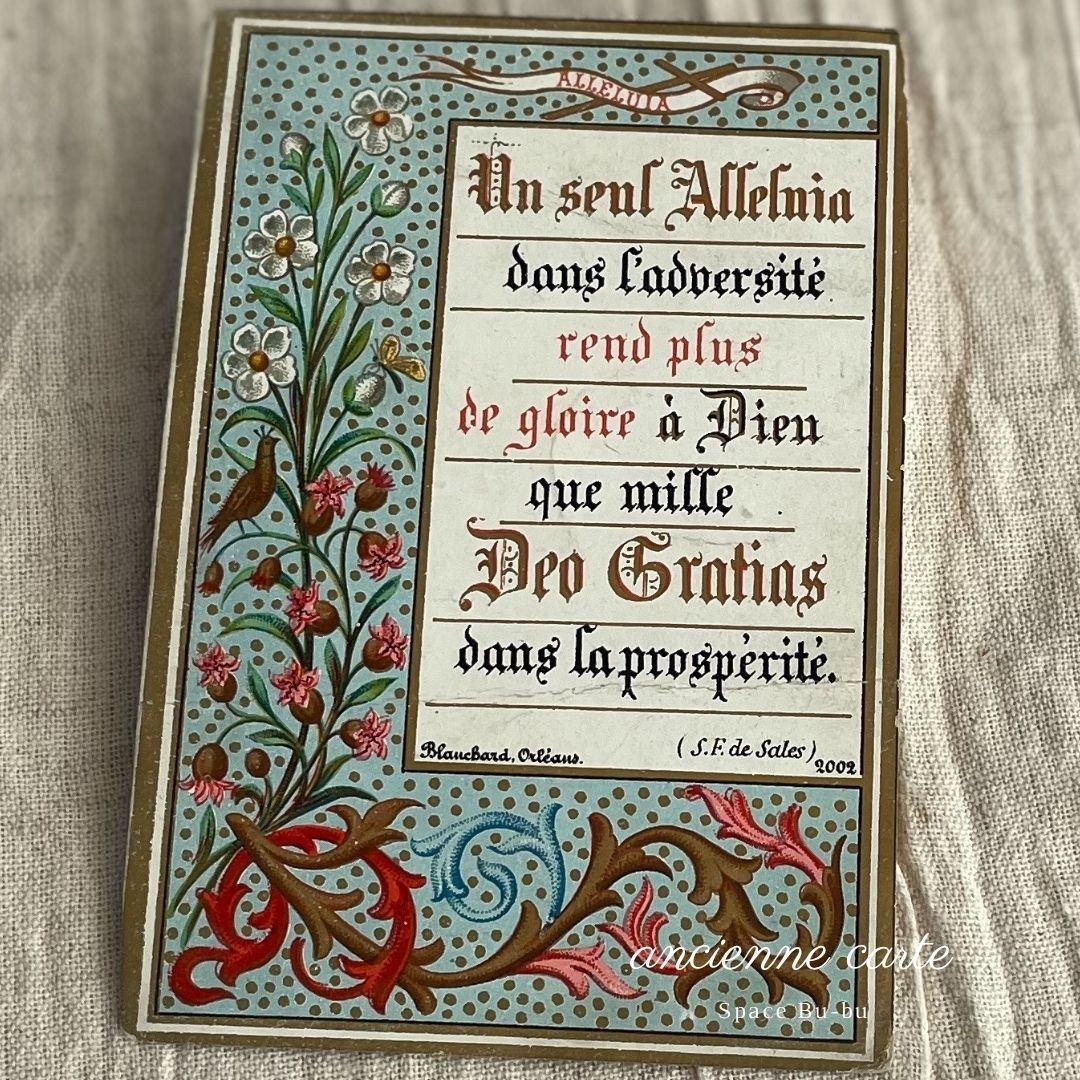 ALLELUIA
Un seul Alleluia
dans l'adversité
rend plus
de gloire à Dieu
que mille
Deo Gratias
dans la prospérité.
(S.F. de Sales)
Blanchard, Orléans.
2002
ancienne carte
Space Bu-bu